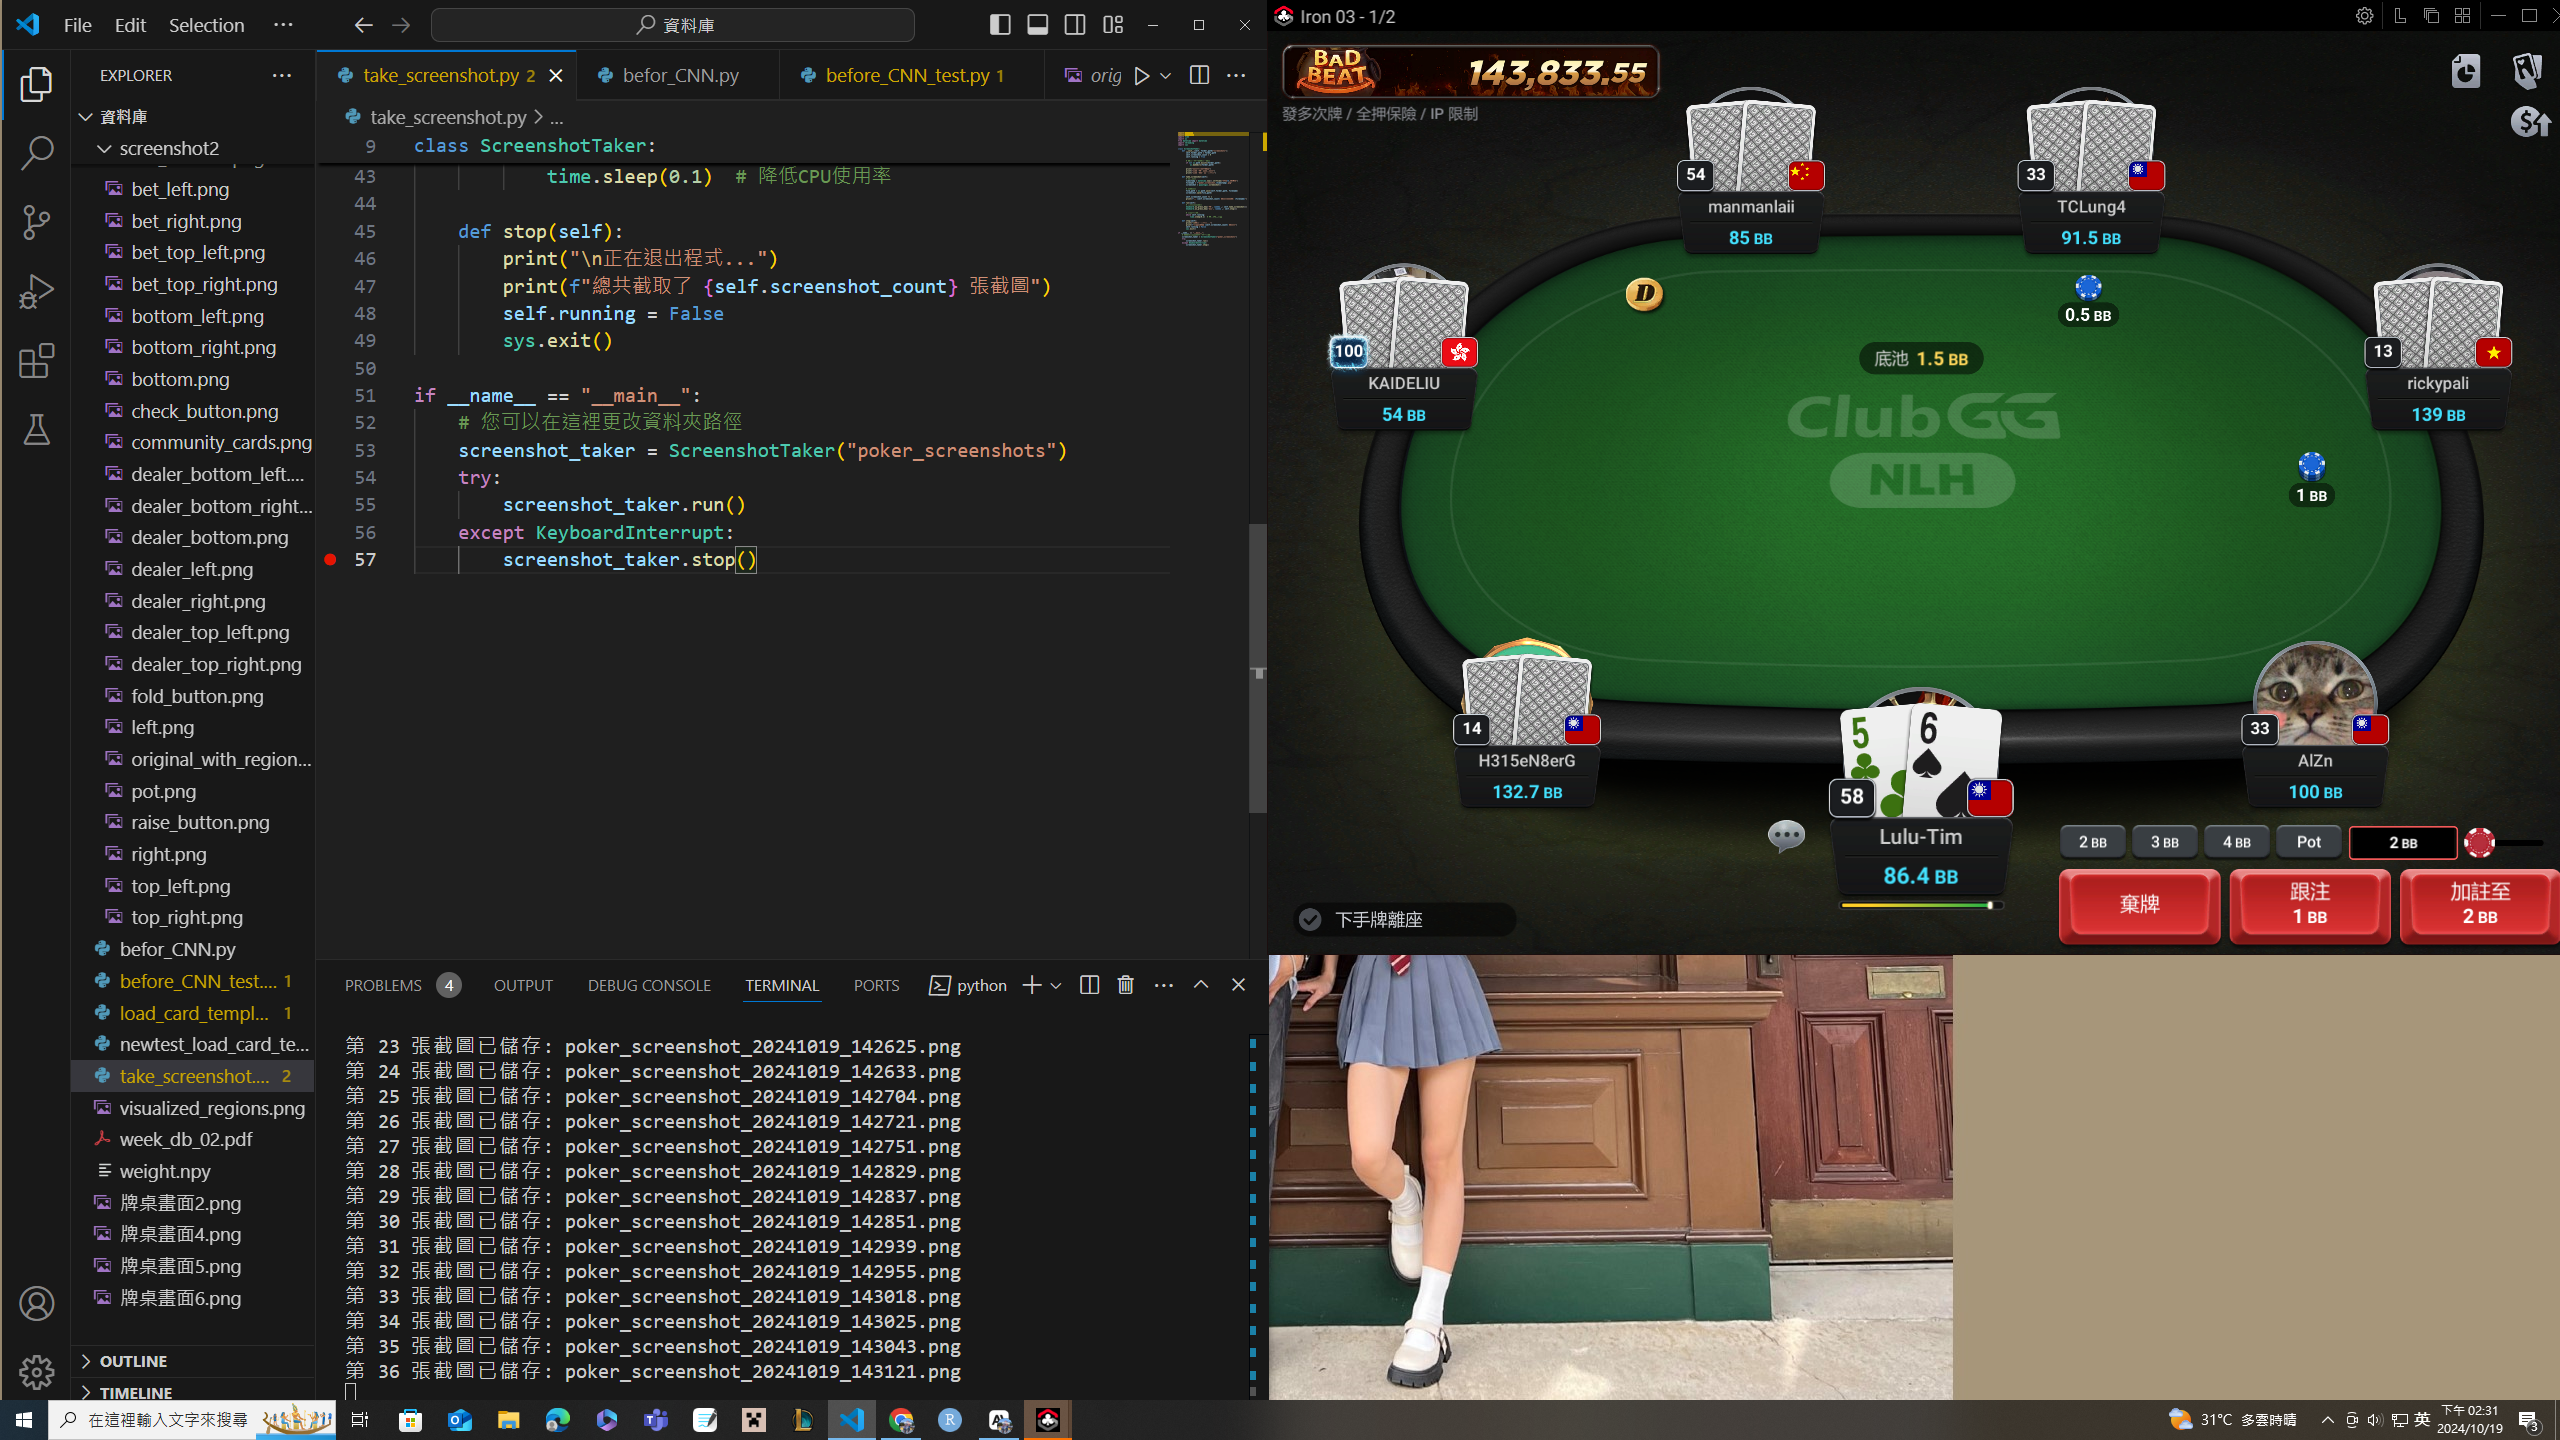 File Edit Selection ···
資料庫
EXPLORER
資料庫
screenshot2
bet_left.png
bet_right.png
bet_top_left.png
bet_top_right.png
bottom_left.png
bottom_right.png
bottom.png
check_button.png
community_cards.png
dealer_bottom_left....
dealer_bottom_right...
dealer_bottom.png
dealer_left.png
dealer_right.png
dealer_top_left.png
dealer_top_right.png
fold_button.png
left.png
original_with_region...
pot.png
raise_button.png
right.png
top_left.png
top_right.png
befor_CNN.py
before_CNN_test.... 1
load_card_templ... 1
newtest_load_card_te...
take_screenshot.... 2
visualized_regions.png
week_db_02.pdf
weight.npy
牌桌畫面2.png
牌桌畫面4.png
牌桌畫面5.png
牌桌畫面6.png
OUTLINE
TIMELINE
take_screenshot.py 2
befor_CNN.py
before_CNN_test.py 1
orig
take_screenshot.py > ...
9 class ScreenshotTaker:
43 time.sleep(0.1) # 降低CPU使用率
44
45 def stop(self):
46 print("\n正在退出程式...")
47 print(f"總共截取了 {self.screenshot_count} 張截圖")
48 self.running = False
49 sys.exit()
50
51 if __name__ == "__main__":
52 # 您可以在這裡更改資料夾路徑
53 screenshot_taker = ScreenshotTaker("poker_screenshots")
54 try:
55 screenshot_taker.run()
56 except KeyboardInterrupt:
57 screenshot_taker.stop()
PROBLEMS 4 OUTPUT DEBUG CONSOLE TERMINAL PORTS python
第 23 張截圖已儲存: poker_screenshot_20241019_142625.png
第 24 張截圖已儲存: poker_screenshot_20241019_142633.png
第 25 張截圖已儲存: poker_screenshot_20241019_142704.png
第 26 張截圖已儲存: poker_screenshot_20241019_142721.png
第 27 張截圖已儲存: poker_screenshot_20241019_142751.png
第 28 張截圖已儲存: poker_screenshot_20241019_142829.png
第 29 張截圖已儲存: poker_screenshot_20241019_142837.png
第 30 張截圖已儲存: poker_screenshot_20241019_142851.png
第 31 張截圖已儲存: poker_screenshot_20241019_142939.png
第 32 張截圖已儲存: poker_screenshot_20241019_142955.png
第 33 張截圖已儲存: poker_screenshot_20241019_143018.png
第 34 張截圖已儲存: poker_screenshot_20241019_143025.png
第 35 張截圖已儲存: poker_screenshot_20241019_143043.png
第 36 張截圖已儲存: poker_screenshot_20241019_143121.png
Iron 03 - 1/2
BAD BEAT 143,833.55
發多次牌 / 全押保險 / IP 限制
54
manmanlaii
85 BB
33
TCLung4
91.5 BB
100
KAIDELIU
54 BB
D
0.5 BB
底池 1.5 BB
13
rickypali
139 BB
ClubGG
NLH
1 BB
14
H315eN8erG
132.7 BB
5 6
58
Lulu-Tim
86.4 BB
33
AlZn
100 BB
2 BB 3 BB 4 BB Pot 2 BB
棄牌
跟注
1 BB
加註至
2 BB
下手牌離座
在這裡輸入文字來搜尋
31°C 多雲時晴
英
下午 02:31
2024/10/19
3